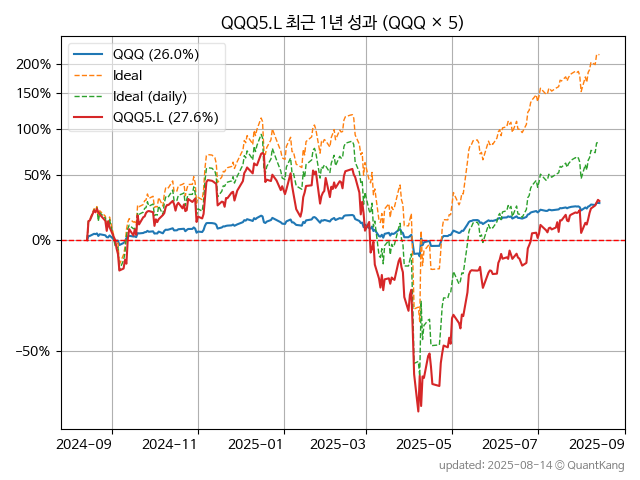 QQQ5.L 최근 1년 성과 (QQQ × 5)
QQQ (26.0%)
Ideal
Ideal (daily)
QQQ5.L (27.6%)
200%
150%
100%
50%
0%
−50%
2024-09 2024-11 2025-01 2025-03 2025-05 2025-07 2025-09
updated: 2025-08-14 © QuantKang